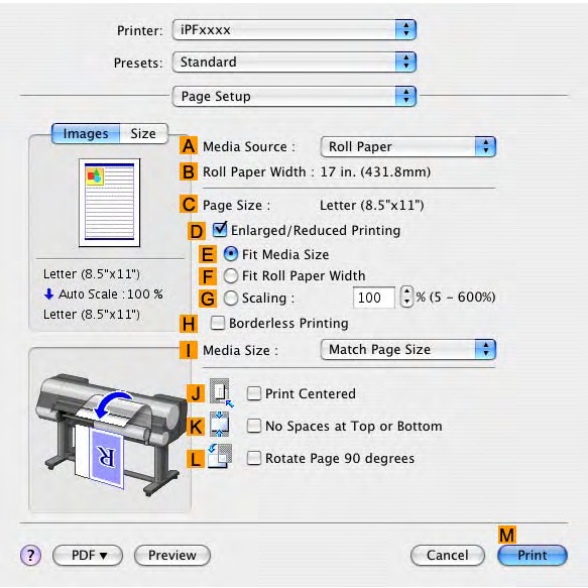 Printer: iPFxxxx
Presets: Standard
Page Setup
Images Size
A Media Source : Roll Paper
B Roll Paper Width : 17 in. (431.8mm)
C Page Size : Letter (8.5"x11")
D Enlarged/Reduced Printing
E Fit Media Size
F Fit Roll Paper Width
G Scaling : 100 % (5 - 600%)
Letter (8.5"x11")
Auto Scale : 100 %
Letter (8.5"x11")
H Borderless Printing
I Media Size : Match Page Size
J Print Centered
K No Spaces at Top or Bottom
L Rotate Page 90 degrees
R
M
? PDF Preview Cancel Print